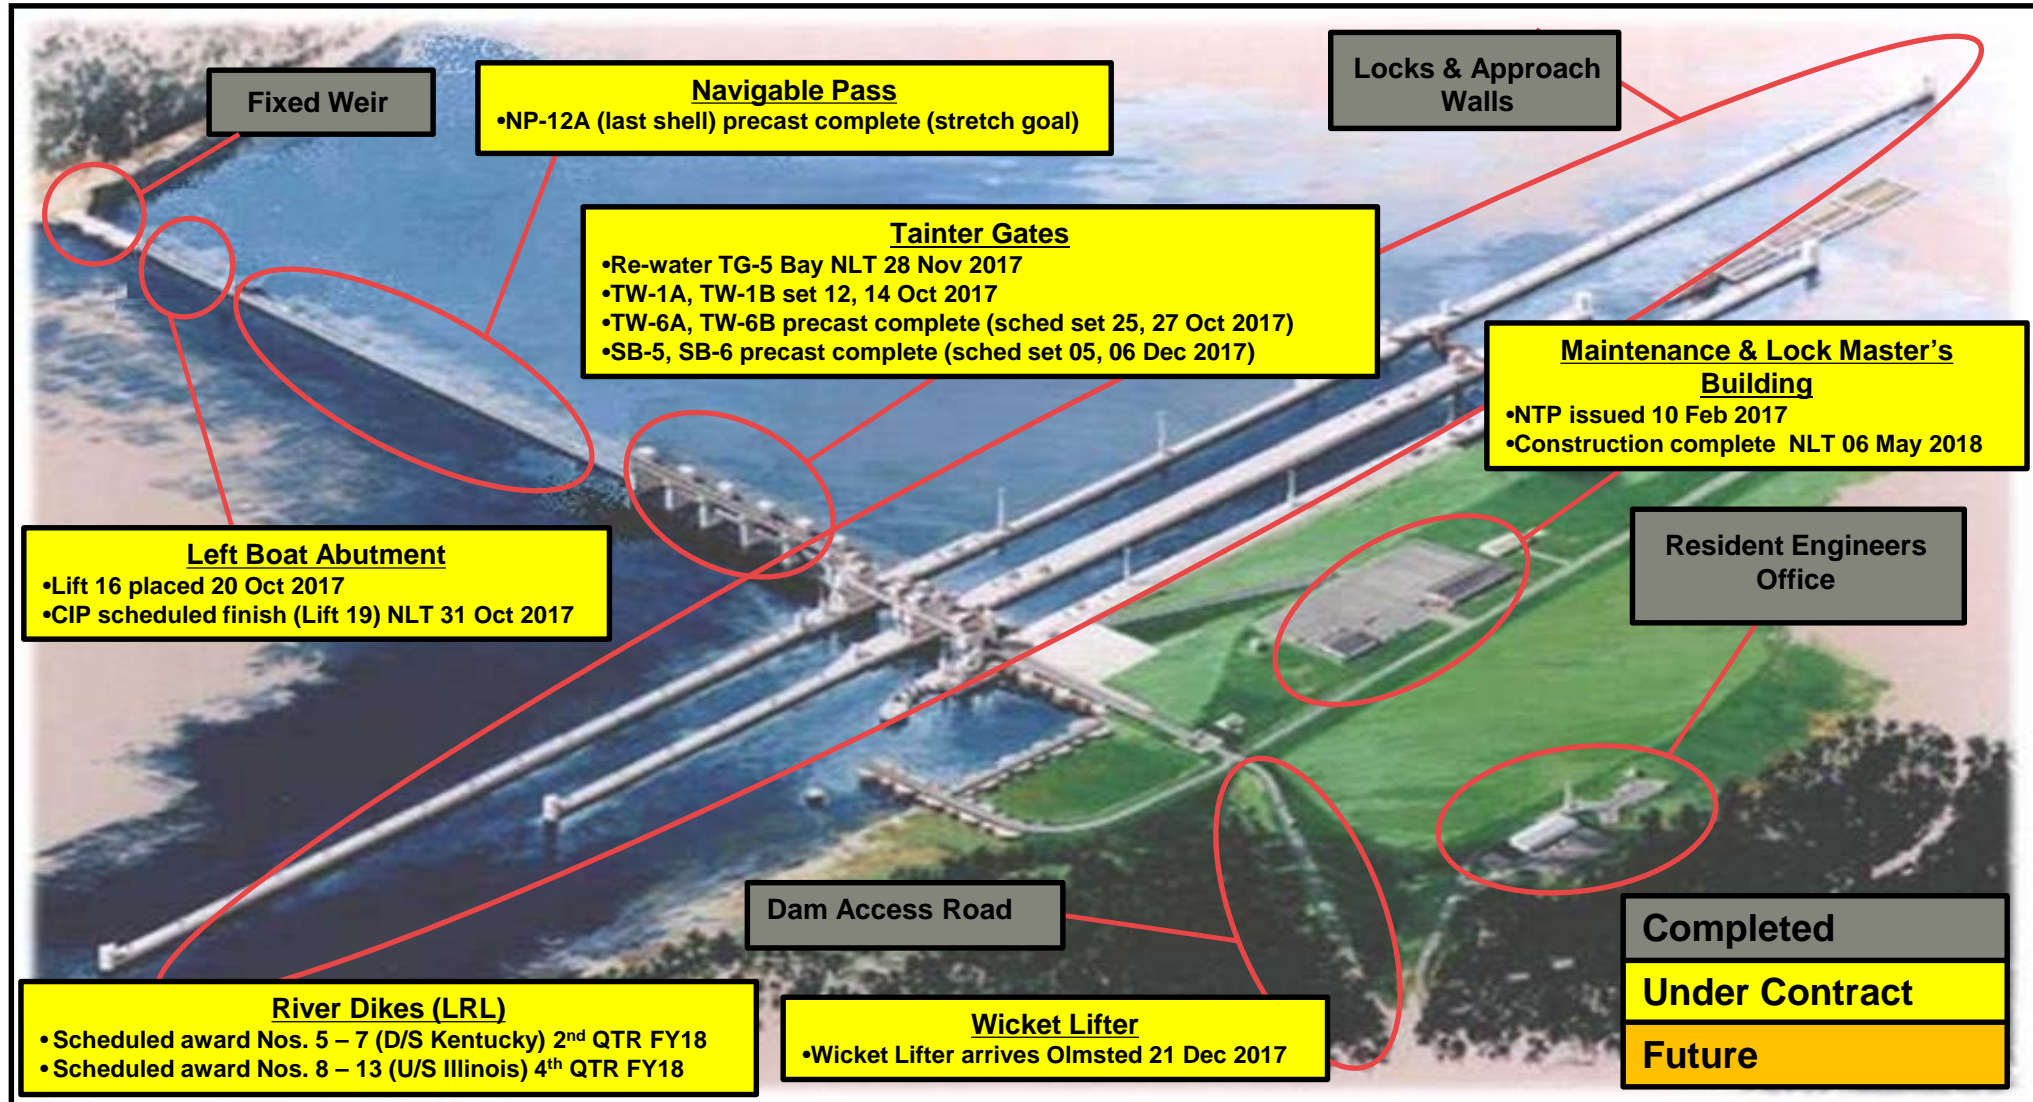 Fixed Weir
Navigable Pass
•NP-12A (last shell) precast complete (stretch goal)
Locks & Approach
Walls
Tainter Gates
•Re-water TG-5 Bay NLT 28 Nov 2017
•TW-1A, TW-1B set 12, 14 Oct 2017
•TW-6A, TW-6B precast complete (sched set 25, 27 Oct 2017)
•SB-5, SB-6 precast complete (sched set 05, 06 Dec 2017)
Maintenance & Lock Master's
Building
•NTP issued 10 Feb 2017
•Construction complete NLT 06 May 2018
Left Boat Abutment
•Lift 16 placed 20 Oct 2017
•CIP scheduled finish (Lift 19) NLT 31 Oct 2017
Resident Engineers
Office
Dam Access Road
River Dikes (LRL)
•Scheduled award Nos. 5 – 7 (D/S Kentucky) 2nd QTR FY18
•Scheduled award Nos. 8 – 13 (U/S Illinois) 4th QTR FY18
Wicket Lifter
•Wicket Lifter arrives Olmsted 21 Dec 2017
Completed
Under Contract
Future